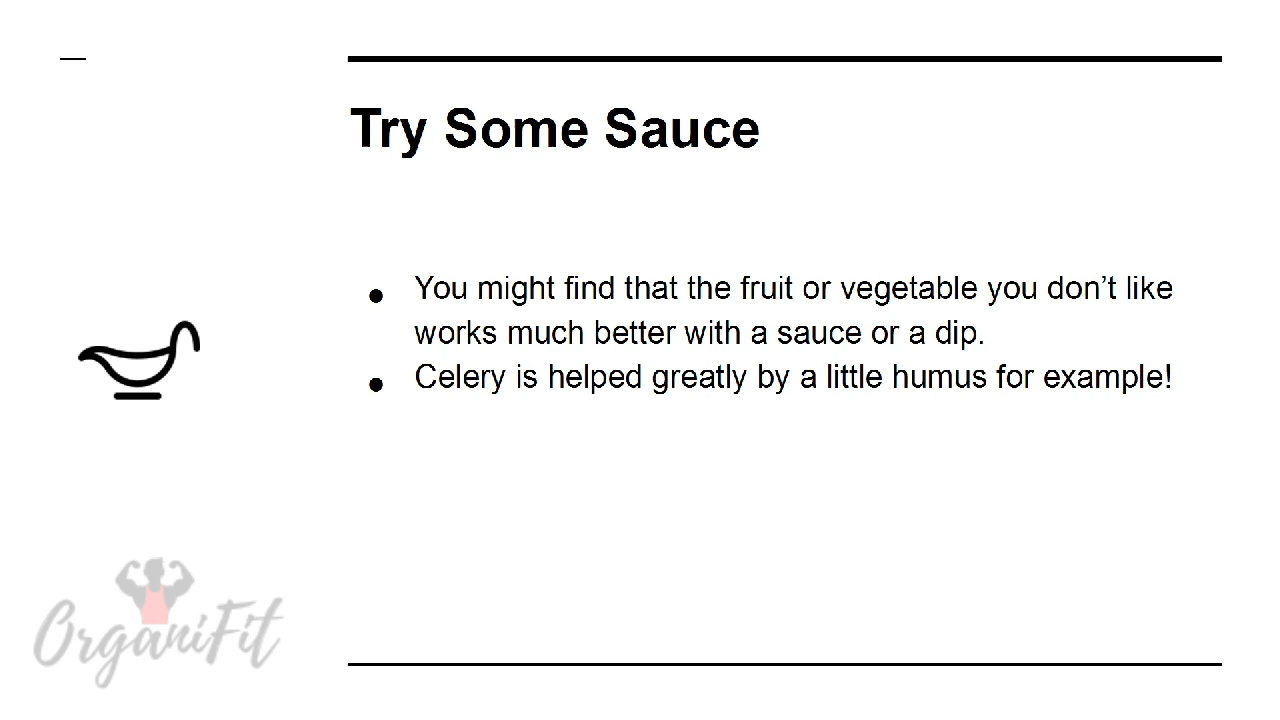 Try Some Sauce
● You might find that the fruit or vegetable you don’t like
works much better with a sauce or a dip.
● Celery is helped greatly by a little humus for example!
OrganiFit